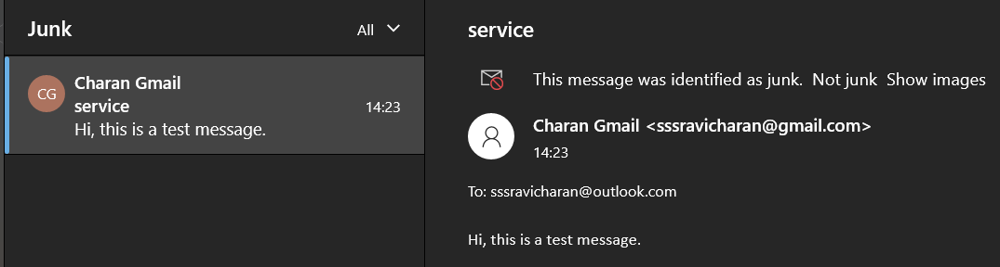 Junk
All
CG
Charan Gmail
service
14:23
Hi, this is a test message.
service
This message was identified as junk. Not junk Show images
Charan Gmail <sssravicharan@gmail.com>
14:23
To: sssravicharan@outlook.com
Hi, this is a test message.